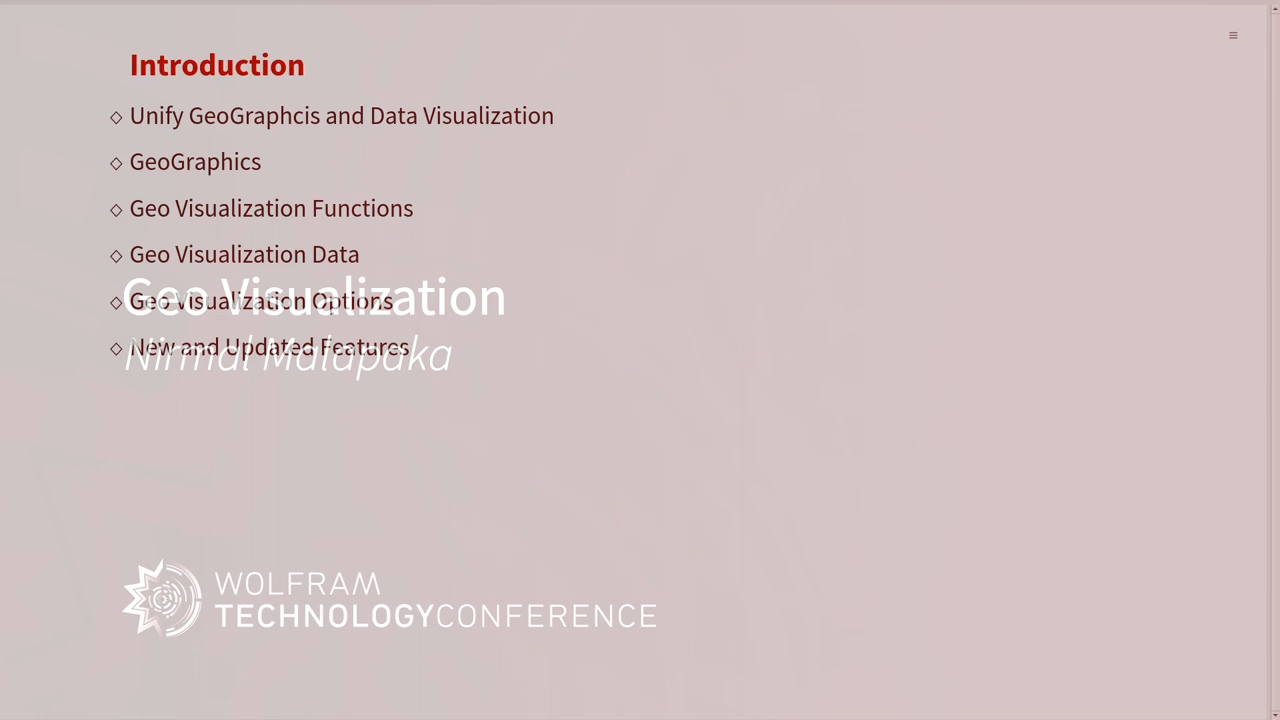 Introduction
◇ Unify GeoGraphcis and Data Visualization
◇ GeoGraphics
◇ Geo Visualization Functions
◇ Geo Visualization Data
Geo Visualization
◇ Geo Visualization Options
◇ New and Updated Features
Nirmal Malapaka
WOLFRAM
TECHNOLOGYCONFERENCE